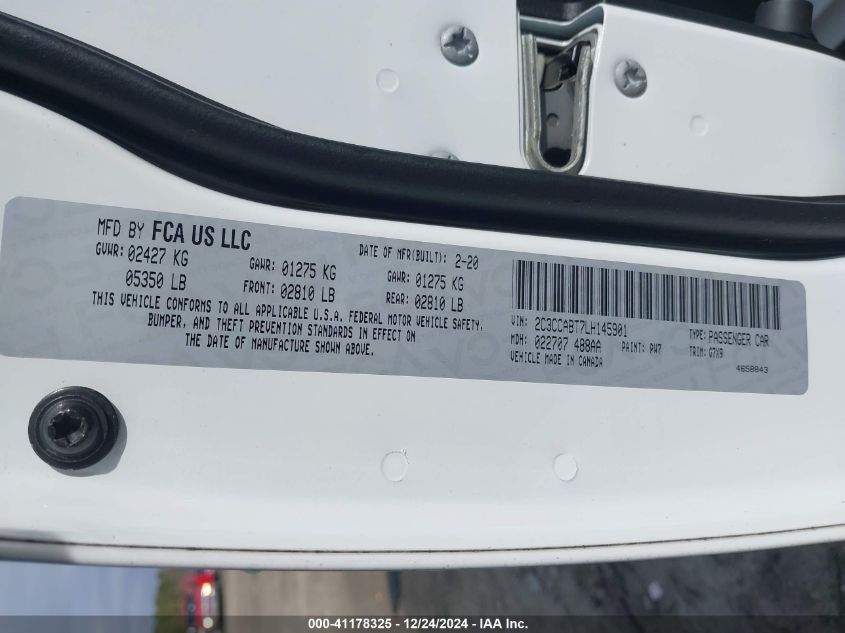 MFD BY FCA US LLC
GVWR: 02427 KG
05350 LB
GAWR: 01275 KG
FRONT: 02810 LB
DATE OF MFR(BUILT): 2-20
GAWR: 01275 KG
REAR: 02810 LB
THIS VEHICLE CONFORMS TO ALL APPLICABLE U.S.A. FEDERAL MOTOR VEHICLE SAFETY,
BUMPER, AND THEFT PREVENTION STANDARDS IN EFFECT ON
THE DATE OF MANUFACTURE SHOWN ABOVE.
VIN: 2C3CCABT7LH145901
TYPE: PASSENGER CAR
MDH: 022707 488AA
PAINT: PW7
TRIM: G7X9
VEHICLE MADE IN CANADA
4658843
000-41178325 - 12/24/2024 - IAA Inc.